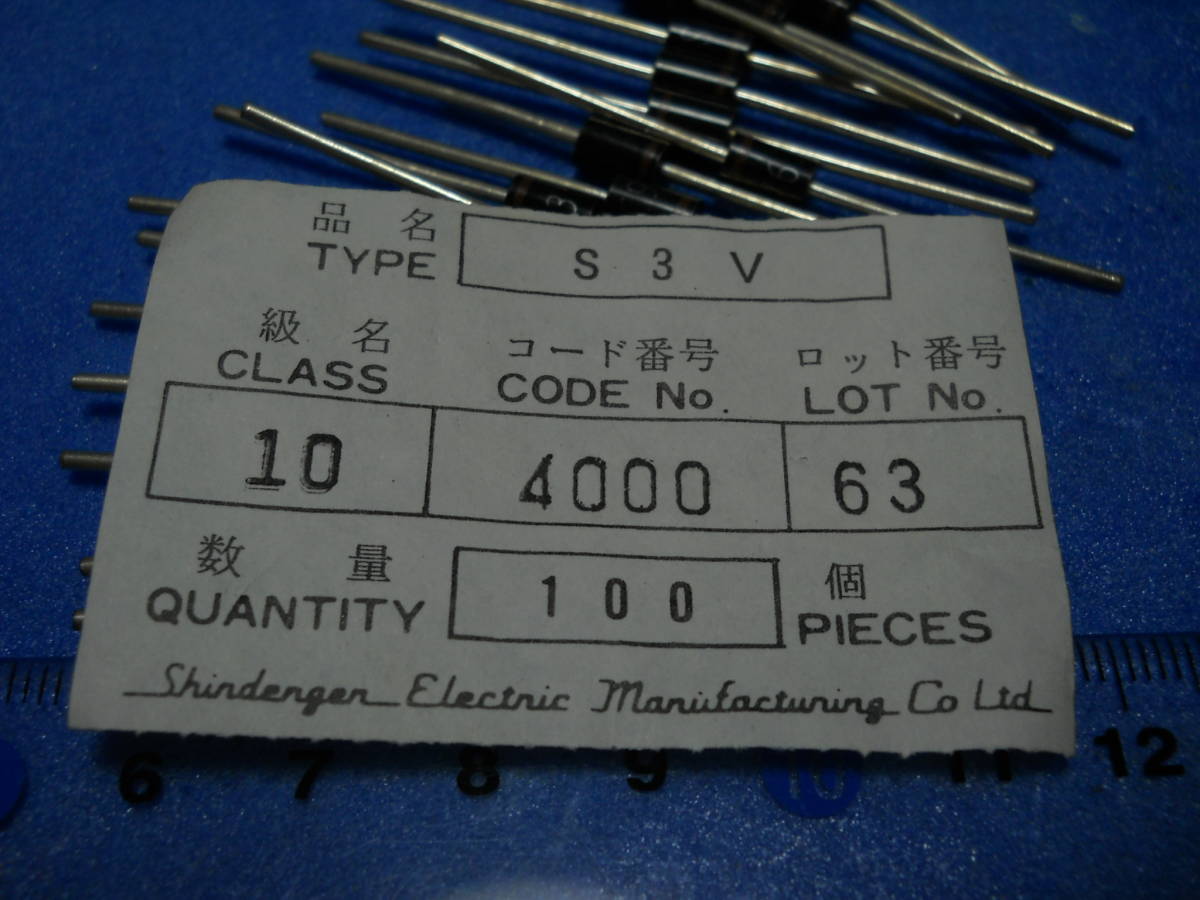 品名
TYPE S 3 V
級名 コード番号 ロット番号
CLASS CODE No. LOT No.
10 4000 63
数量 個
QUANTITY 100 PIECES
Shindengen Electric Manufacturing Co Ltd
6 7 8 9 10 11 12